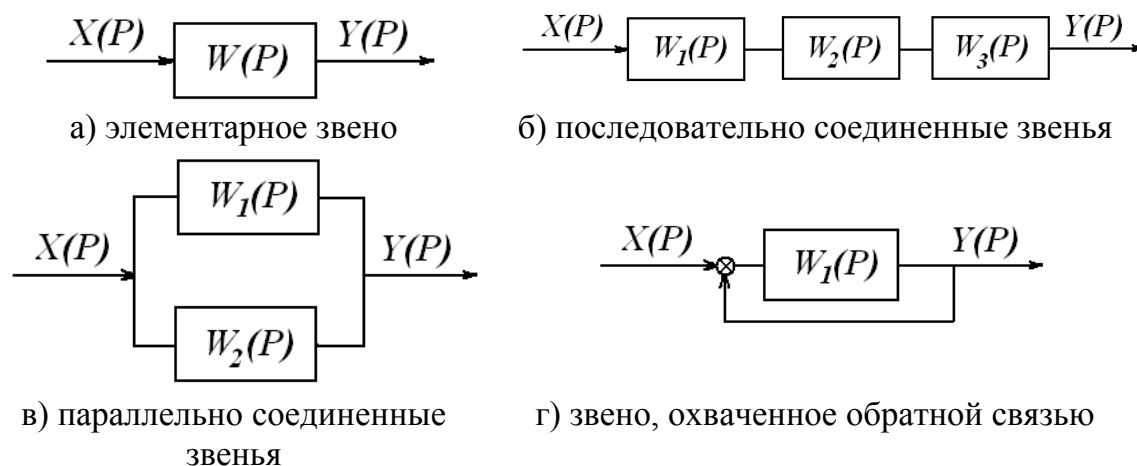 X(P) W(P) Y(P)
а) элементарное звено
X(P) W₁(P) W₂(P) W₃(P) Y(P)
б) последовательно соединенные звенья
W₁(P)
X(P) Y(P)
W₂(P)
в) параллельно соединенные
звенья
X(P) W₁(P) Y(P)
г) звено, охваченное обратной связью